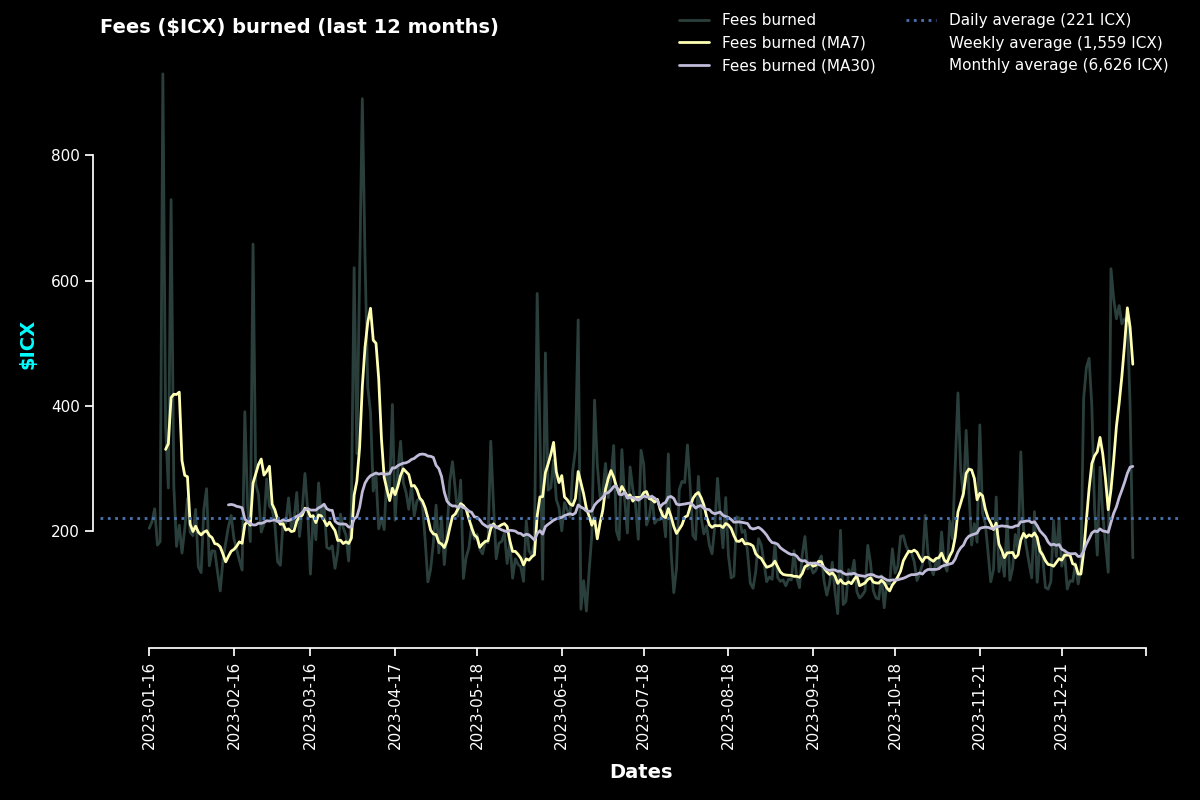 Fees ($ICX) burned (last 12 months)
Fees burned
Fees burned (MA7)
Fees burned (MA30)
Daily average (221 ICX)
Weekly average (1,559 ICX)
Monthly average (6,626 ICX)
$ICX
800
600
400
200
2023-01-16
2023-02-16
2023-03-16
2023-04-17
2023-05-18
2023-06-18
2023-07-18
2023-08-18
2023-09-18
2023-10-18
2023-11-21
2023-12-21
Dates